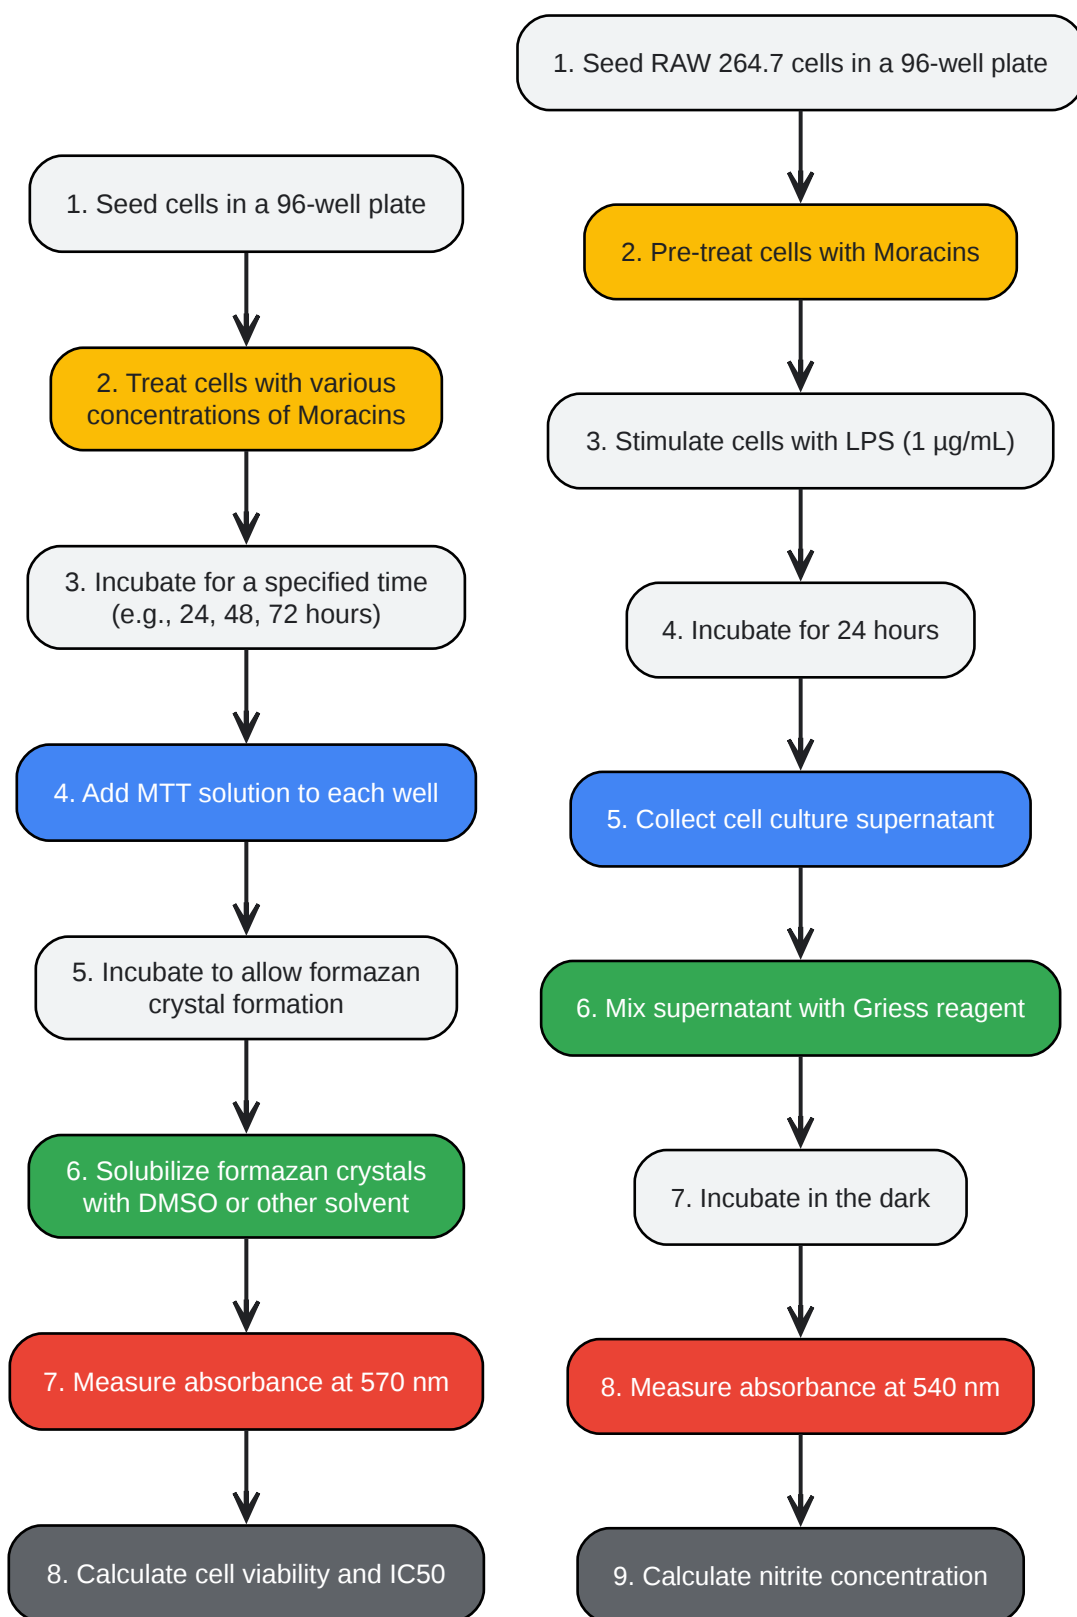 1. Seed cells in a 96-well plate
2. Treat cells with various
concentrations of Moracins
3. Incubate for a specified time
(e.g., 24, 48, 72 hours)
4. Add MTT solution to each well
5. Incubate to allow formazan
crystal formation
6. Solubilize formazan crystals
with DMSO or other solvent
7. Measure absorbance at 570 nm
8. Calculate cell viability and IC50
1. Seed RAW 264.7 cells in a 96-well plate
2. Pre-treat cells with Moracins
3. Stimulate cells with LPS (1 µg/mL)
4. Incubate for 24 hours
5. Collect cell culture supernatant
6. Mix supernatant with Griess reagent
7. Incubate in the dark
8. Measure absorbance at 540 nm
9. Calculate nitrite concentration